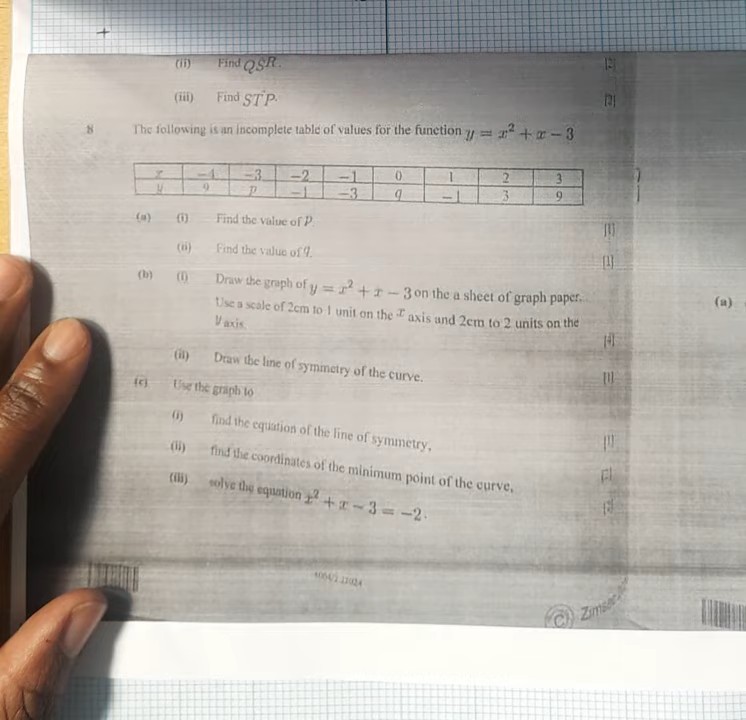 (ii) Find QŜR. [2]
(iii) Find ST̂P. [2]
8 The following is an incomplete table of values for the function y = x² + x − 3
x −4 −3 −2 −1 0 1 2 3
y 9 p −1 −3 q −1 3 9
(a) (i) Find the value of p [1]
(ii) Find the value of q. [1]
(b) (i) Draw the graph of y = x² + x − 3 on the a sheet of graph paper.
Use a scale of 2cm to 1 unit on the x axis and 2cm to 2 units on the
y axis. [4]
(ii) Draw the line of symmetry of the curve. [1]
(c) Use the graph to
(i) find the equation of the line of symmetry, [1]
(ii) find the coordinates of the minimum point of the curve,
(iii) solve the equation x² + x − 3 = −2.
(a)